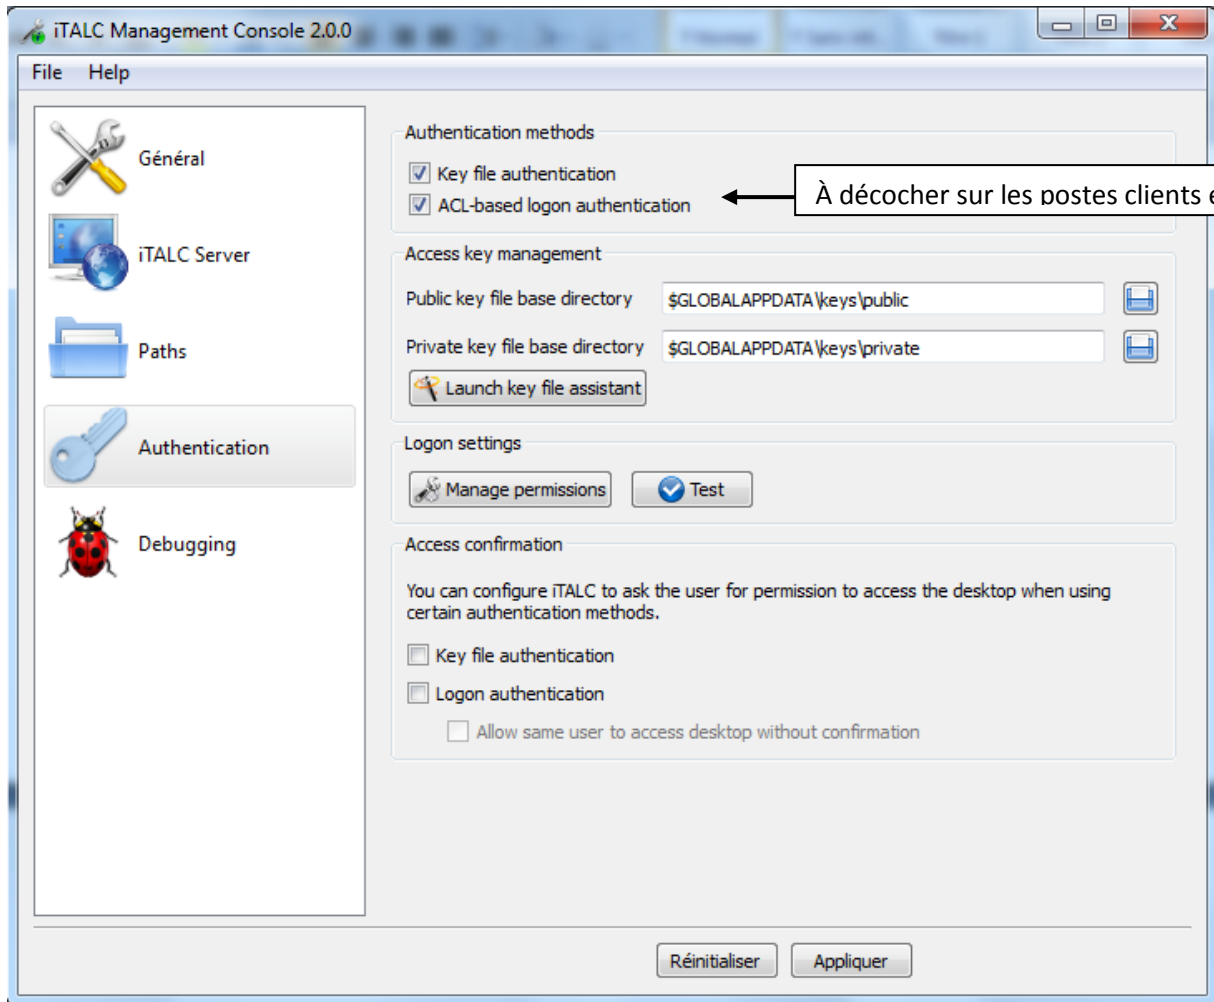 iTALC Management Console 2.0.0
File Help
Général
iTALC Server
Paths
Authentication
Debugging
Authentication methods
Key file authentication
ACL-based logon authentication
À décocher sur les postes clients
Access key management
Public key file base directory $GLOBALAPPDATA\keys\public
Private key file base directory $GLOBALAPPDATA\keys\private
Launch key file assistant
Logon settings
Manage permissions Test
Access confirmation
You can configure iTALC to ask the user for permission to access the desktop when using
certain authentication methods.
Key file authentication
Logon authentication
Allow same user to access desktop without confirmation
Réinitialiser Appliquer